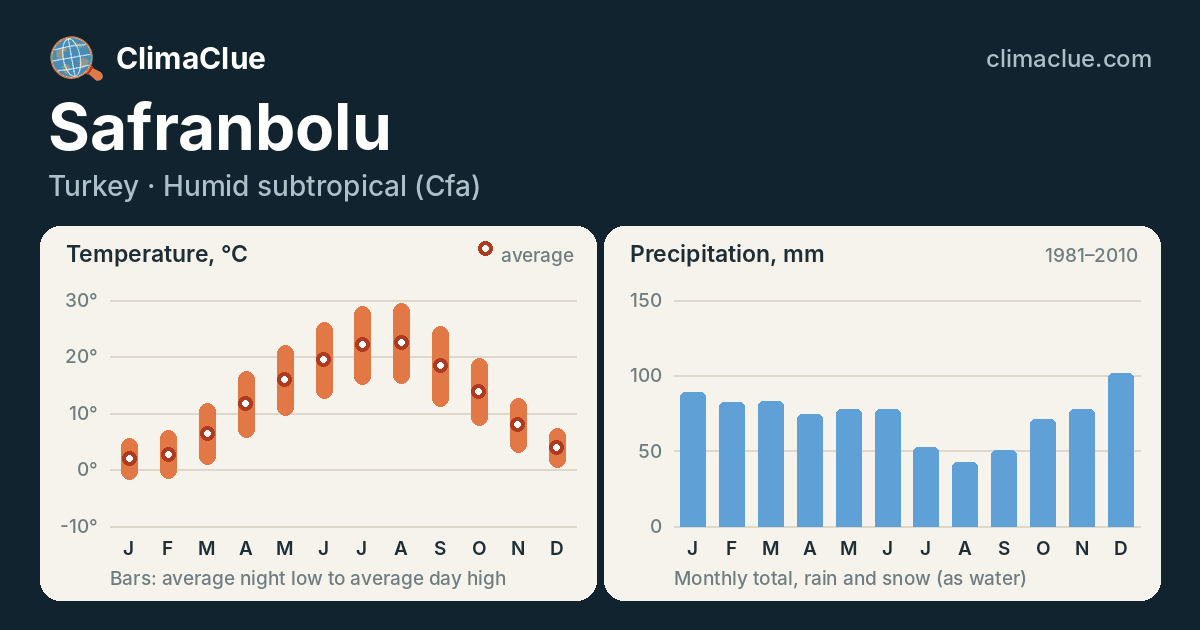 ClimaClue
climaclue.com
Safranbolu
Turkey · Humid subtropical (Cfa)
Temperature, °C
average
30°
20°
10°
0°
-10°
J F M A M J J A S O N D
Bars: average night low to average day high
Precipitation, mm
1981–2010
150
100
50
0
J F M A M J J A S O N D
Monthly total, rain and snow (as water)